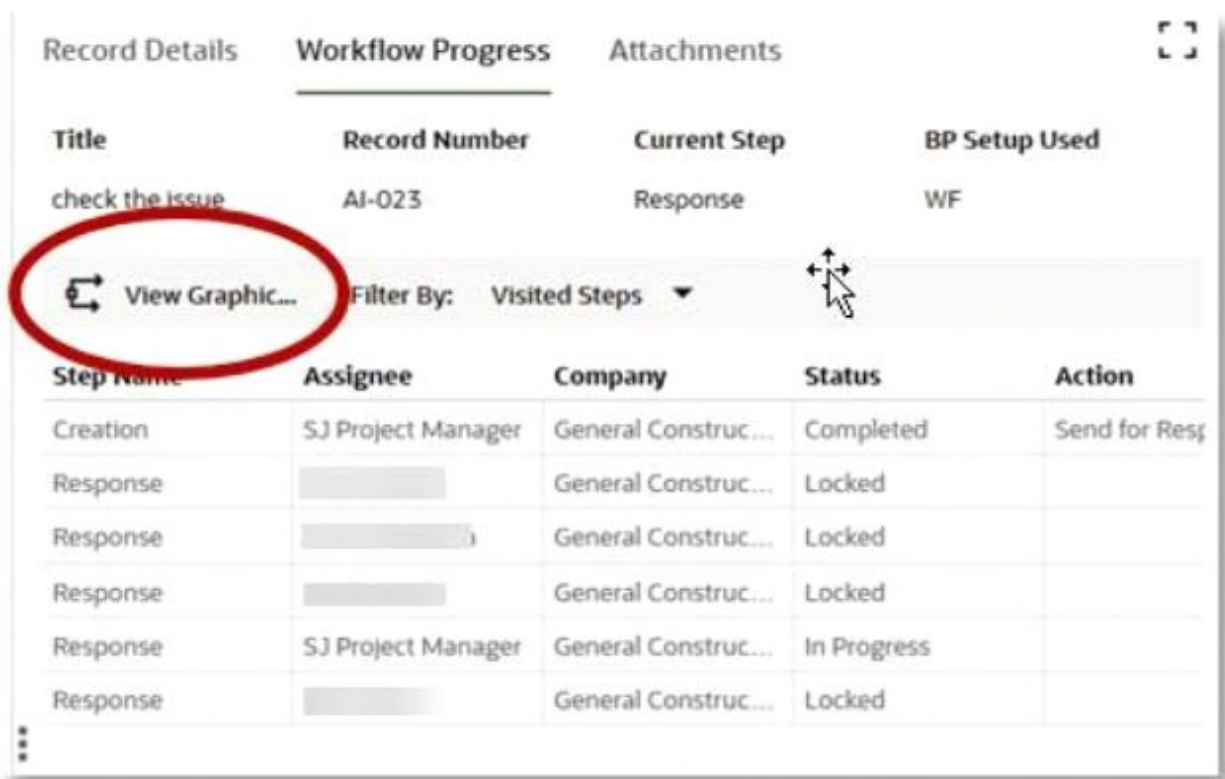 Record Details Workflow Progress Attachments
Title Record Number Current Step BP Setup Used
check the issue AI-023 Response WF
View Graphic... Filter By: Visited Steps
Step Name Assignee Company Status Action
Creation SJ Project Manager General Construc... Completed Send for Resp
Response General Construc... Locked
Response General Construc... Locked
Response General Construc... Locked
Response SJ Project Manager General Construc... In Progress
Response General Construc... Locked